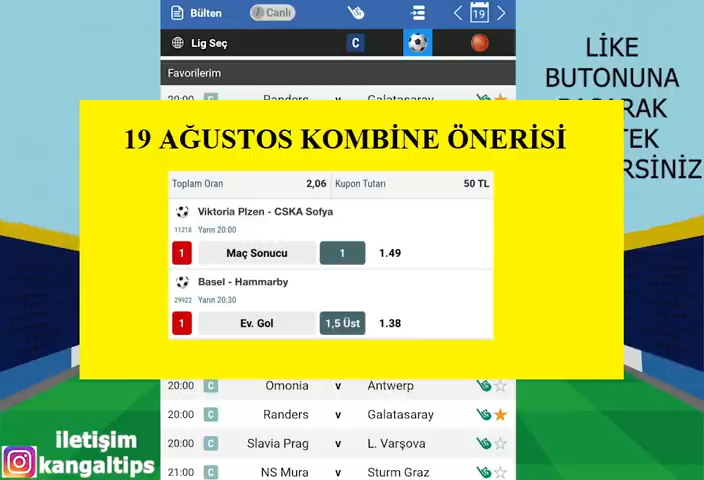 Bülten
Canlı
19
Lig Seç
C
Favorilerim
20:00 C Randers v Galatasaray
LİKE
BUTONUNA
19 AĞUSTOS KOMBİNE ÖNERİSİ
Toplam Oran 2,06 Kupon Tutarı 50 TL
Viktoria Plzen - CSKA Sofya
11218 Yarın 20:00
1 Maç Sonucu 1 1.49
Basel - Hammarby
29922 Yarın 20:30
1 Ev. Gol 1,5 Üst 1.38
20:00 C Omonia v Antwerp
20:00 C Randers v Galatasaray
20:00 C Slavia Prag v L. Varşova
21:00 C NS Mura v Sturm Graz
iletişim
kangaltips